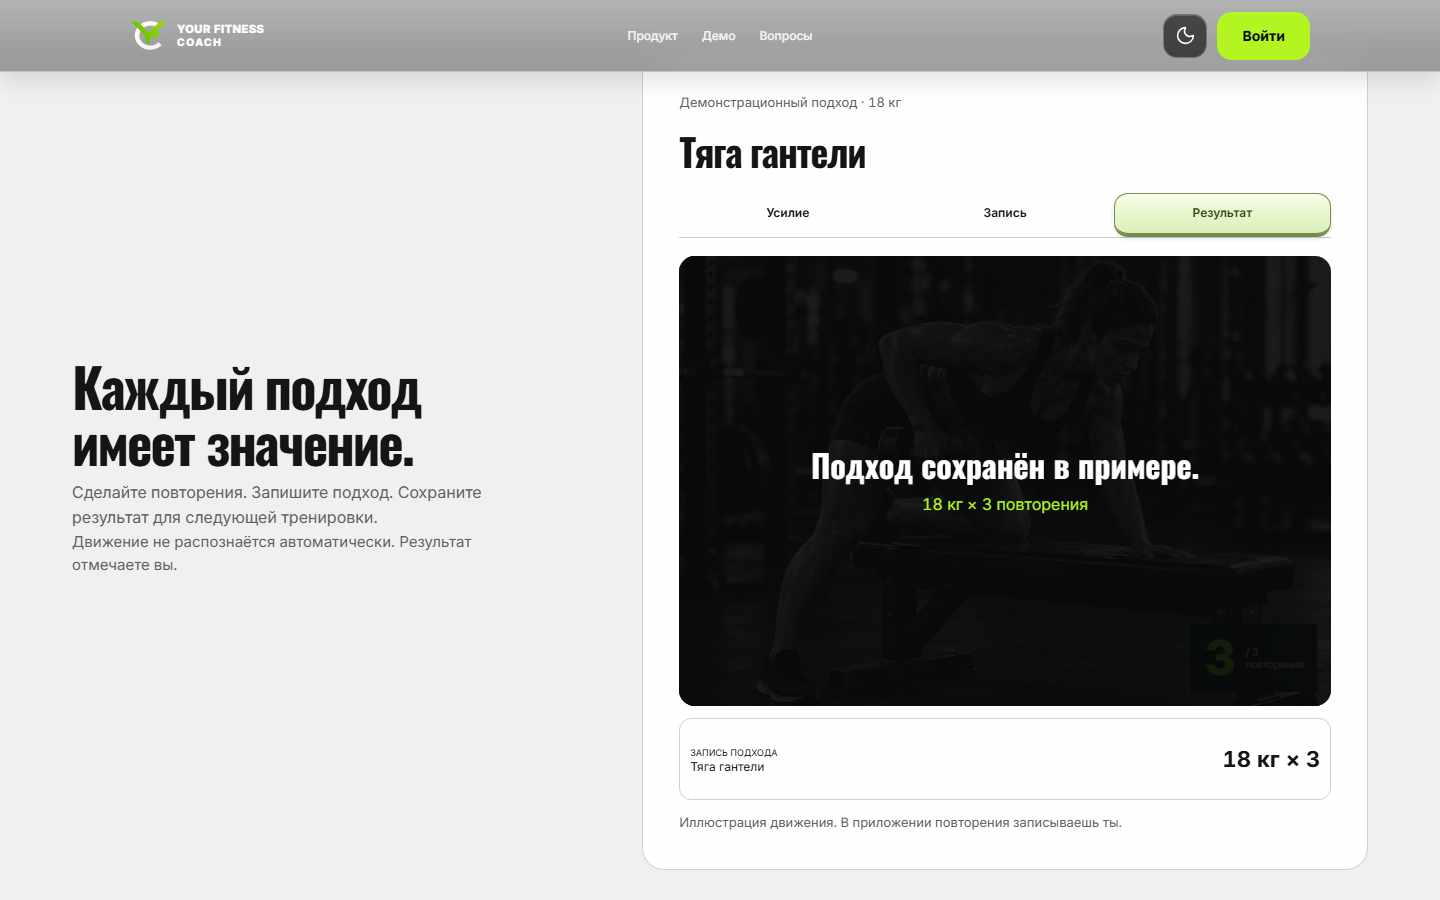 YOUR FITNESS
COACH
Продукт
Демо
Вопросы
Войти
Демонстрационный подход · 18 кг
Тяга гантели
Усилие
Запись
Результат
Каждый подход
имеет значение.
Сделайте повторения. Запишите подход. Сохраните
результат для следующей тренировки.
Движение не распознаётся автоматически. Результат
отмечаете вы.
Подход сохранён в примере.
18 кг × 3 повторения
3
/ 3
повторения
ЗАПИСЬ ПОДХОДА
Тяга гантели
18 кг × 3
Иллюстрация движения. В приложении повторения записываешь ты.